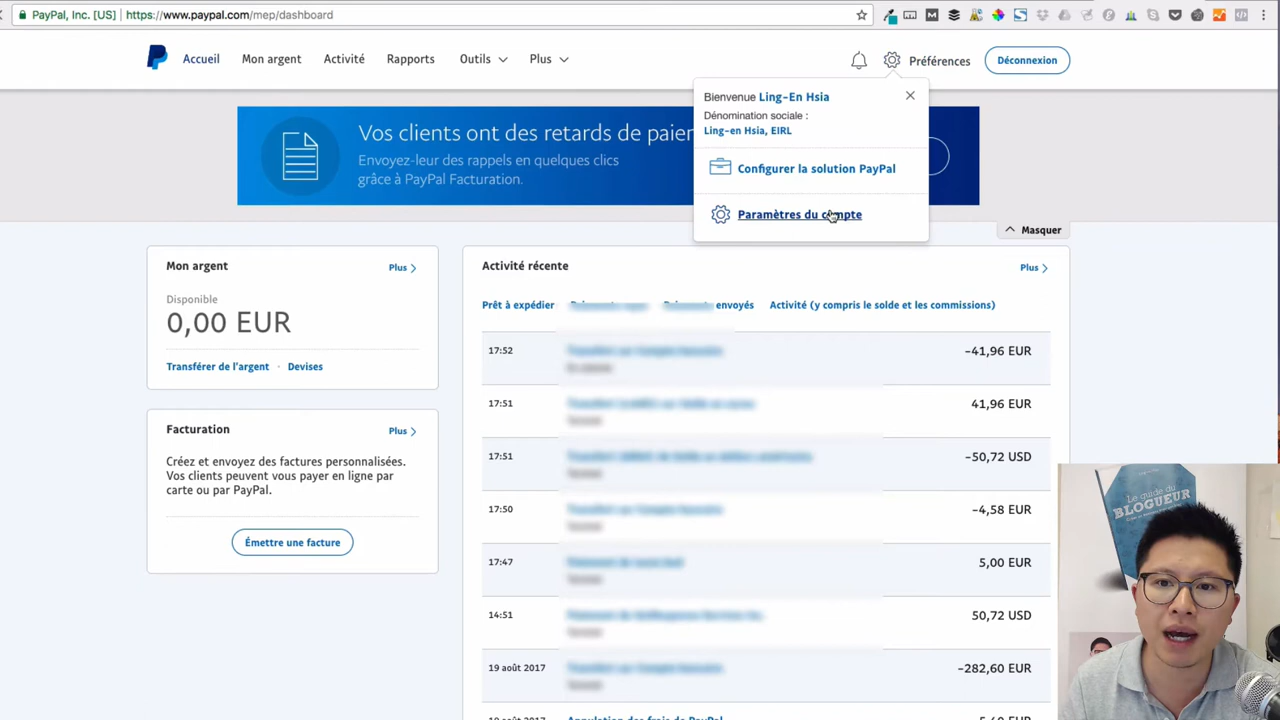 PayPal, Inc. [US]
https://www.paypal.com/mep/dashboard
Accueil
Mon argent
Activité
Rapports
Outils
Plus
Préférences
Déconnexion
Bienvenue Ling-En Hsia
Dénomination sociale :
Ling-en Hsia, EIRL
Configurer la solution PayPal
Paramètres du compte
Vos clients ont des retards de paie
Envoyez-leur des rappels en quelques clics
grâce à PayPal Facturation.
Masquer
Mon argent
Plus
Disponible
0,00 EUR
Transférer de l'argent · Devises
Facturation
Plus
Créez et envoyez des factures personnalisées.
Vos clients peuvent vous payer en ligne par
carte ou par PayPal.
Émettre une facture
Activité récente
Plus
Prêt à expédier
envoyés
Activité (y compris le solde et les commissions)
17:52
-41,96 EUR
17:51
41,96 EUR
17:51
-50,72 USD
17:50
-4,58 EUR
17:47
5,00 EUR
14:51
50,72 USD
19 août 2017
-282,60 EUR
Le guide du
BLOGUEUR